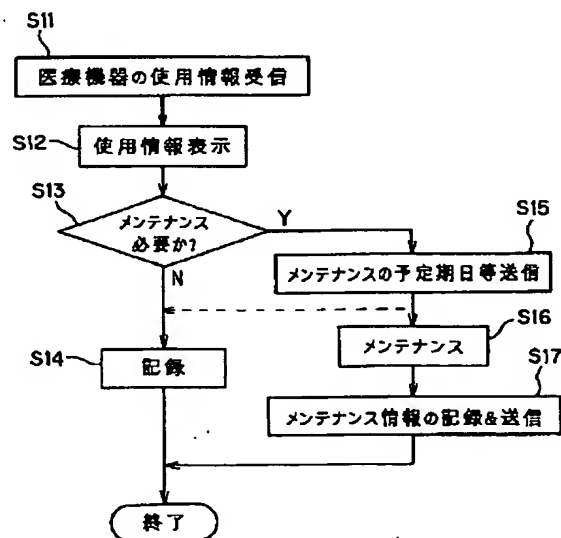 S11
医療機器の使用情報受信
S12
使用情報表示
S13
メンテナンス
必要か?
Y
N
S15
メンテナンスの予定期日等送信
S16
メンテナンス
S14
記録
S17
メンテナンス情報の記録&送信
終了